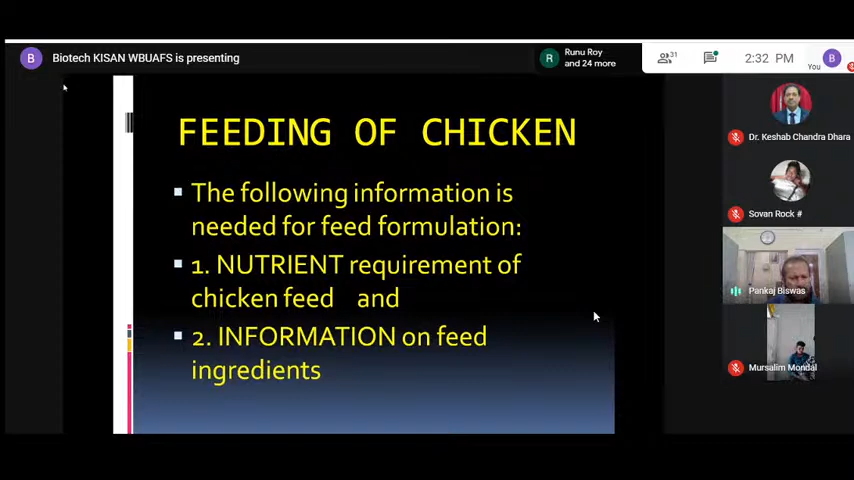 B Biotech KISAN WBUAFS is presenting
R Runu Roy
and 24 more
31
2:32 PM
You
B
FEEDING OF CHICKEN
The following information is
needed for feed formulation:
1. NUTRIENT requirement of
chicken feed and
2. INFORMATION on feed
ingredients
Dr. Keshab Chandra Dhara
Sovan Rock #
Pankaj Biswas
Mursalim Mondal